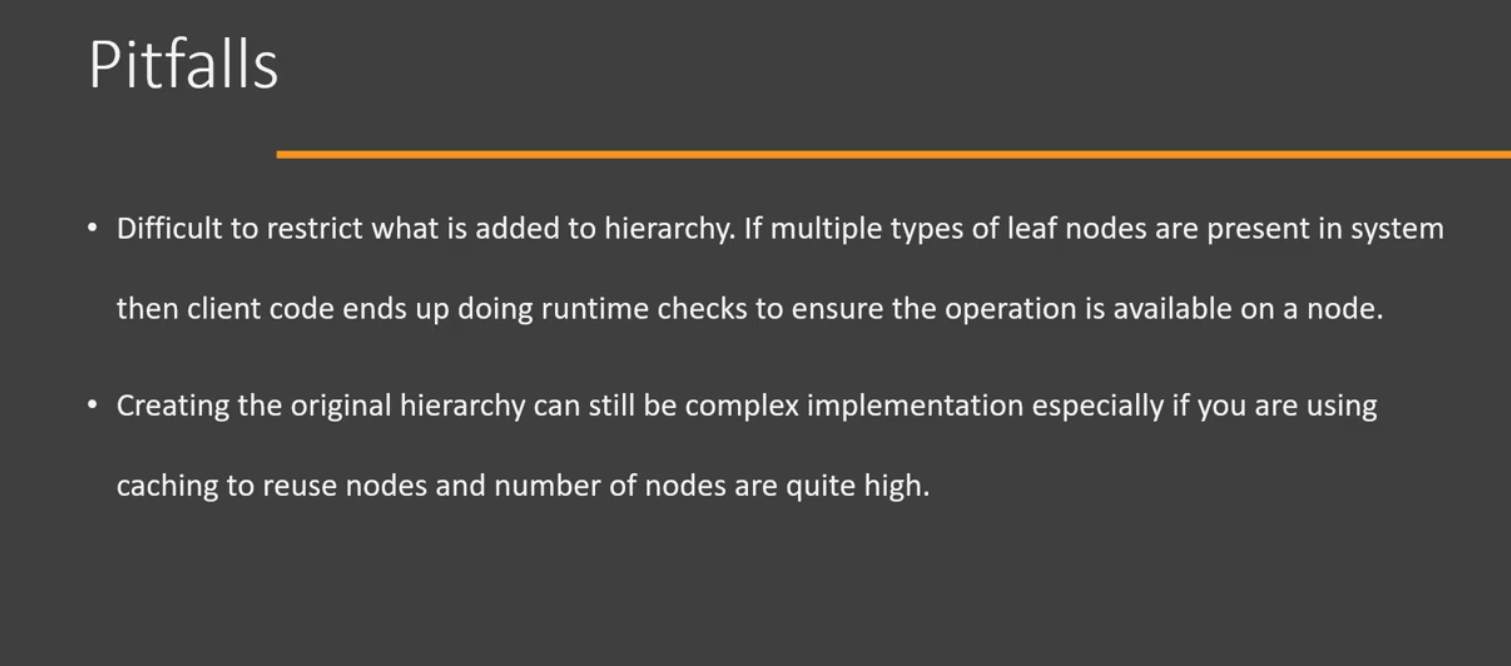 Pitfalls
• Difficult to restrict what is added to hierarchy. If multiple types of leaf nodes are present in system
then client code ends up doing runtime checks to ensure the operation is available on a node.
• Creating the original hierarchy can still be complex implementation especially if you are using
caching to reuse nodes and number of nodes are quite high.